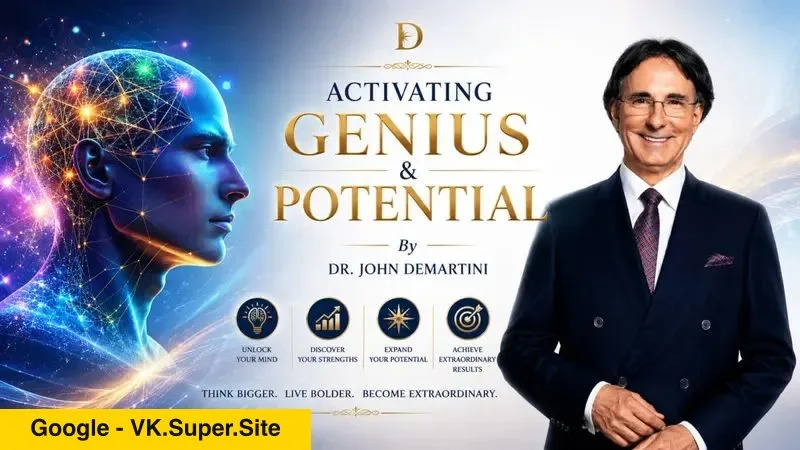 D
ACTIVATING
GENIUS
&
POTENTIAL
By
DR. JOHN DEMARTINI
UNLOCK
YOUR MIND
DISCOVER
YOUR STRENGTHS
EXPAND
YOUR POTENTIAL
ACHIEVE
EXTRAORDINARY
RESULTS
THINK BIGGER. LIVE BOLDER. BECOME EXTRAORDINARY.
Google - VK.Super.Site